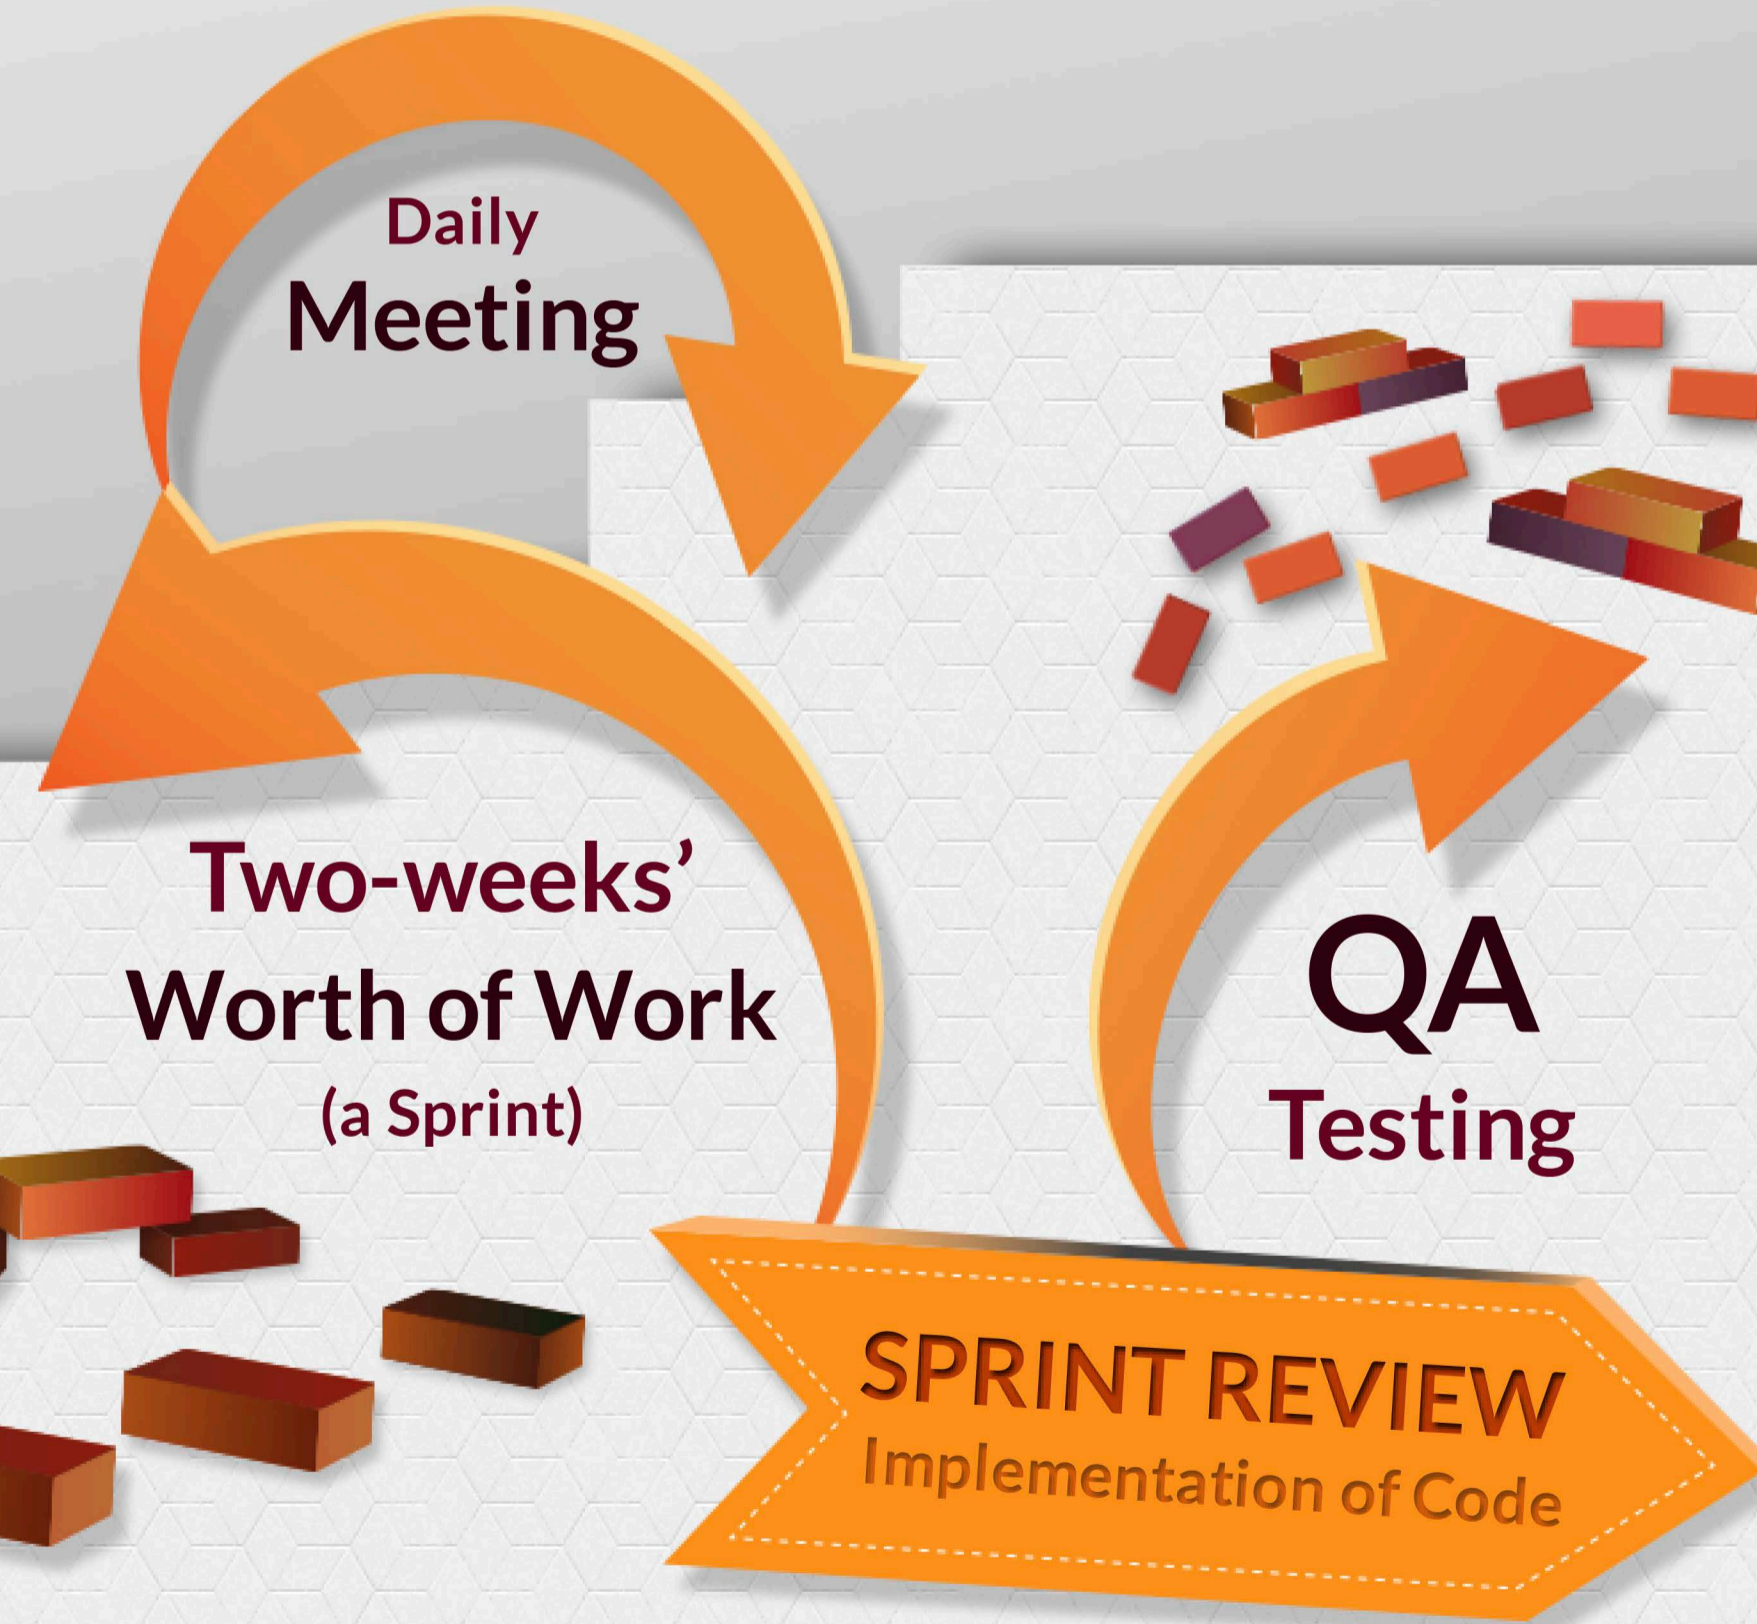 Daily
Meeting
Two-weeks’
Worth of Work
(a Sprint)
QA
Testing
SPRINT REVIEW
Implementation of Code